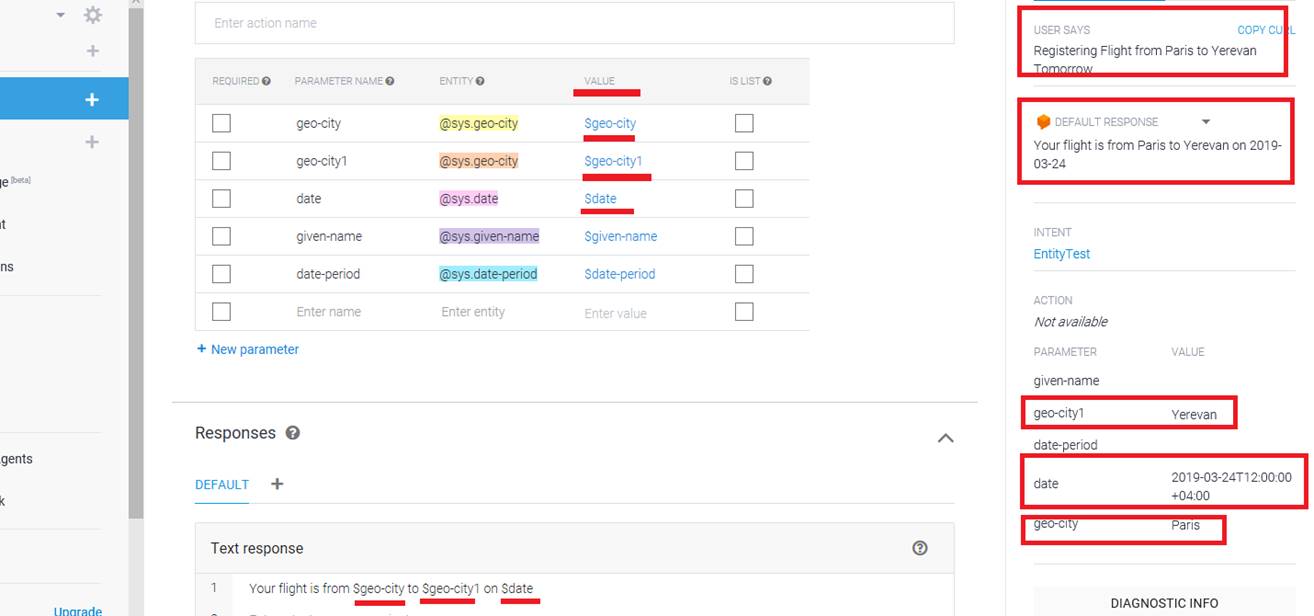 Enter action name
REQUIRED PARAMETER NAME ENTITY VALUE IS LIST
geo-city @sys.geo-city $geo-city
geo-city1 @sys.geo-city $geo-city1
date @sys.date $date
given-name @sys.given-name $given-name
date-period @sys.date-period $date-period
Enter name Enter entity Enter value
+ New parameter
Responses
DEFAULT +
Text response
1 Your flight is from $geo-city to $geo-city1 on $date
[beta]
Upgrade
USER SAYS COPY CURL
Registering Flight from Paris to Yerevan
Tomorrow
DEFAULT RESPONSE
Your flight is from Paris to Yerevan on 2019-
03-24
INTENT
EntityTest
ACTION
Not available
PARAMETER VALUE
given-name
geo-city1 Yerevan
date-period
date 2019-03-24T12:00:00
+04:00
geo-city Paris
DIAGNOSTIC INFO